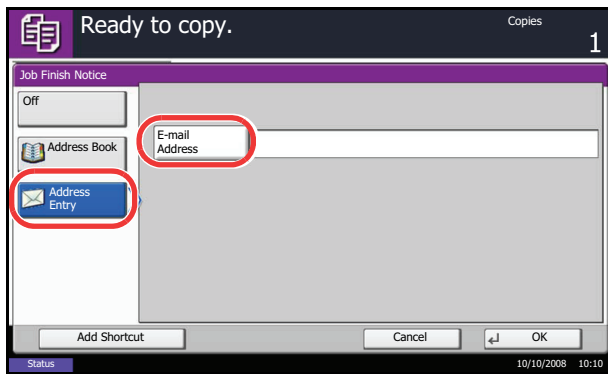 Ready to copy.
Copies
1
Job Finish Notice
Off
Address Book
E-mail
Address
Address
Entry
Add Shortcut
Cancel
OK
Status
10/10/2008 10:10